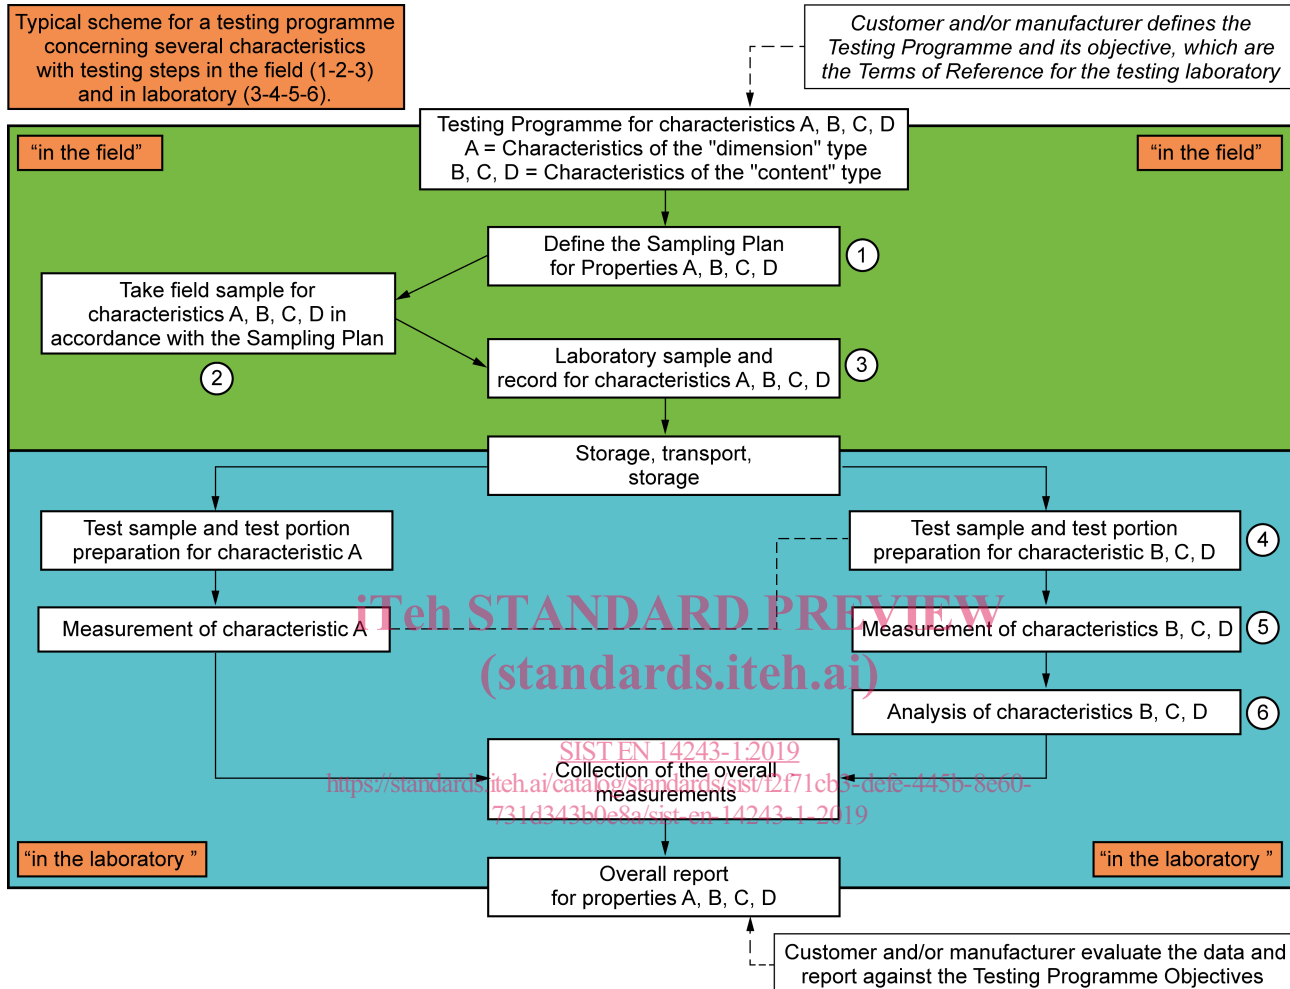 Typical scheme for a testing programme
concerning several characteristics
with testing steps in the field (1-2-3)
and in laboratory (3-4-5-6).
Customer and/or manufacturer defines the
Testing Programme and its objective, which are
the Terms of Reference for the testing laboratory
“in the field”
Testing Programme for characteristics A, B, C, D
A = Characteristics of the "dimension" type
B, C, D = Characteristics of the "content" type
“in the field”
Define the Sampling Plan
for Properties A, B, C, D
1
Take field sample for
characteristics A, B, C, D in
accordance with the Sampling Plan
2
Laboratory sample and
record for characteristics A, B, C, D
3
Storage, transport,
storage
Test sample and test portion
preparation for characteristic A
Test sample and test portion
preparation for characteristic B, C, D
4
iTeh STANDARD PREVIEW
(standards.iteh.ai)
Measurement of characteristic A
Measurement of characteristics B, C, D
5
Analysis of characteristics B, C, D
6
SIST EN 14243-1:2019
https://standards.iteh.ai/catalog/standards/sist/f2f71cb3-defe-445b-8e60-
731d343b0e8a/sist-en-14243-1-2019
Collection of the overall
measurements
“in the laboratory ”
“in the laboratory ”
Overall report
for properties A, B, C, D
Customer and/or manufacturer evaluate the data and
report against the Testing Programme Objectives